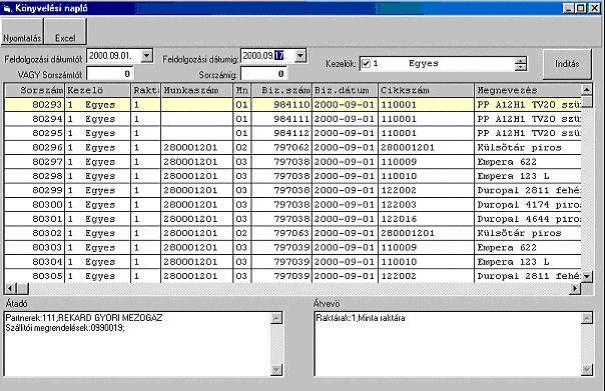 Könyvelési napló
Nyomtatás Excel
Feldolgozási dátumtól: 2000.09.01. Feldolgozási dátumig: 2000.09.17 Kezelők: 1 Egyes Indítás
VAGY Sorszámtól: 0 Sorszámig: 0
Sorszám Kezelő Rakta Munkaszám Mn Biz.szám Biz.dátum Cikkszám Megnevezés
80293 1 Egyes 1 01 984110 2000-09-01 110001 PP A12H1 TV20 szü
80294 1 Egyes 1 01 984111 2000-09-01 110001 PP A12H1 TV20 szü
80295 1 Egyes 1 01 984112 2000-09-01 110001 PP A12H1 TV20 szü
80296 1 Egyes 1 280001201 02 797062 2000-09-01 280001201 Külsőtár piros
80297 1 Egyes 1 280001201 03 797038 2000-09-01 110009 Empera 622
80298 1 Egyes 1 280001201 03 797038 2000-09-01 110010 Empera 123 L
80299 1 Egyes 1 280001201 03 797038 2000-09-01 122002 Duropal 2811 fehé
80300 1 Egyes 1 280001201 03 797038 2000-09-01 122003 Duropal 4174 piro
80301 1 Egyes 1 280001201 03 797038 2000-09-01 122016 Duropal 4644 piro
80302 1 Egyes 1 280001201 02 797063 2000-09-01 280001201 Külsőtár piros
80303 1 Egyes 1 280001201 03 797039 2000-09-01 110009 Empera 622
80304 1 Egyes 1 280001201 03 797039 2000-09-01 110010 Empera 123 L
80305 1 Egyes 1 280001201 03 797039 2000-09-01 122002 Duropal 2811 fehé
Átadó Átvevő
Partnerek:111,REKARD GYORI MEZOGAZ Raktárak:1,Minta raktára
Szállítói megrendelések:0990019;